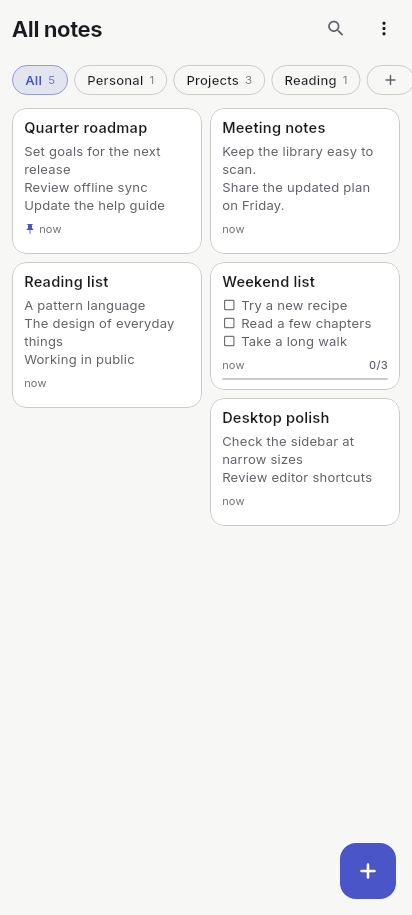 All notes
All 5
Personal 1
Projects 3
Reading 1
Quarter roadmap
Set goals for the next
release
Review offline sync
Update the help guide
now
Meeting notes
Keep the library easy to
scan.
Share the updated plan
on Friday.
now
Reading list
A pattern language
The design of everyday
things
Working in public
now
Weekend list
Try a new recipe
Read a few chapters
Take a long walk
now 0/3
Desktop polish
Check the sidebar at
narrow sizes
Review editor shortcuts
now